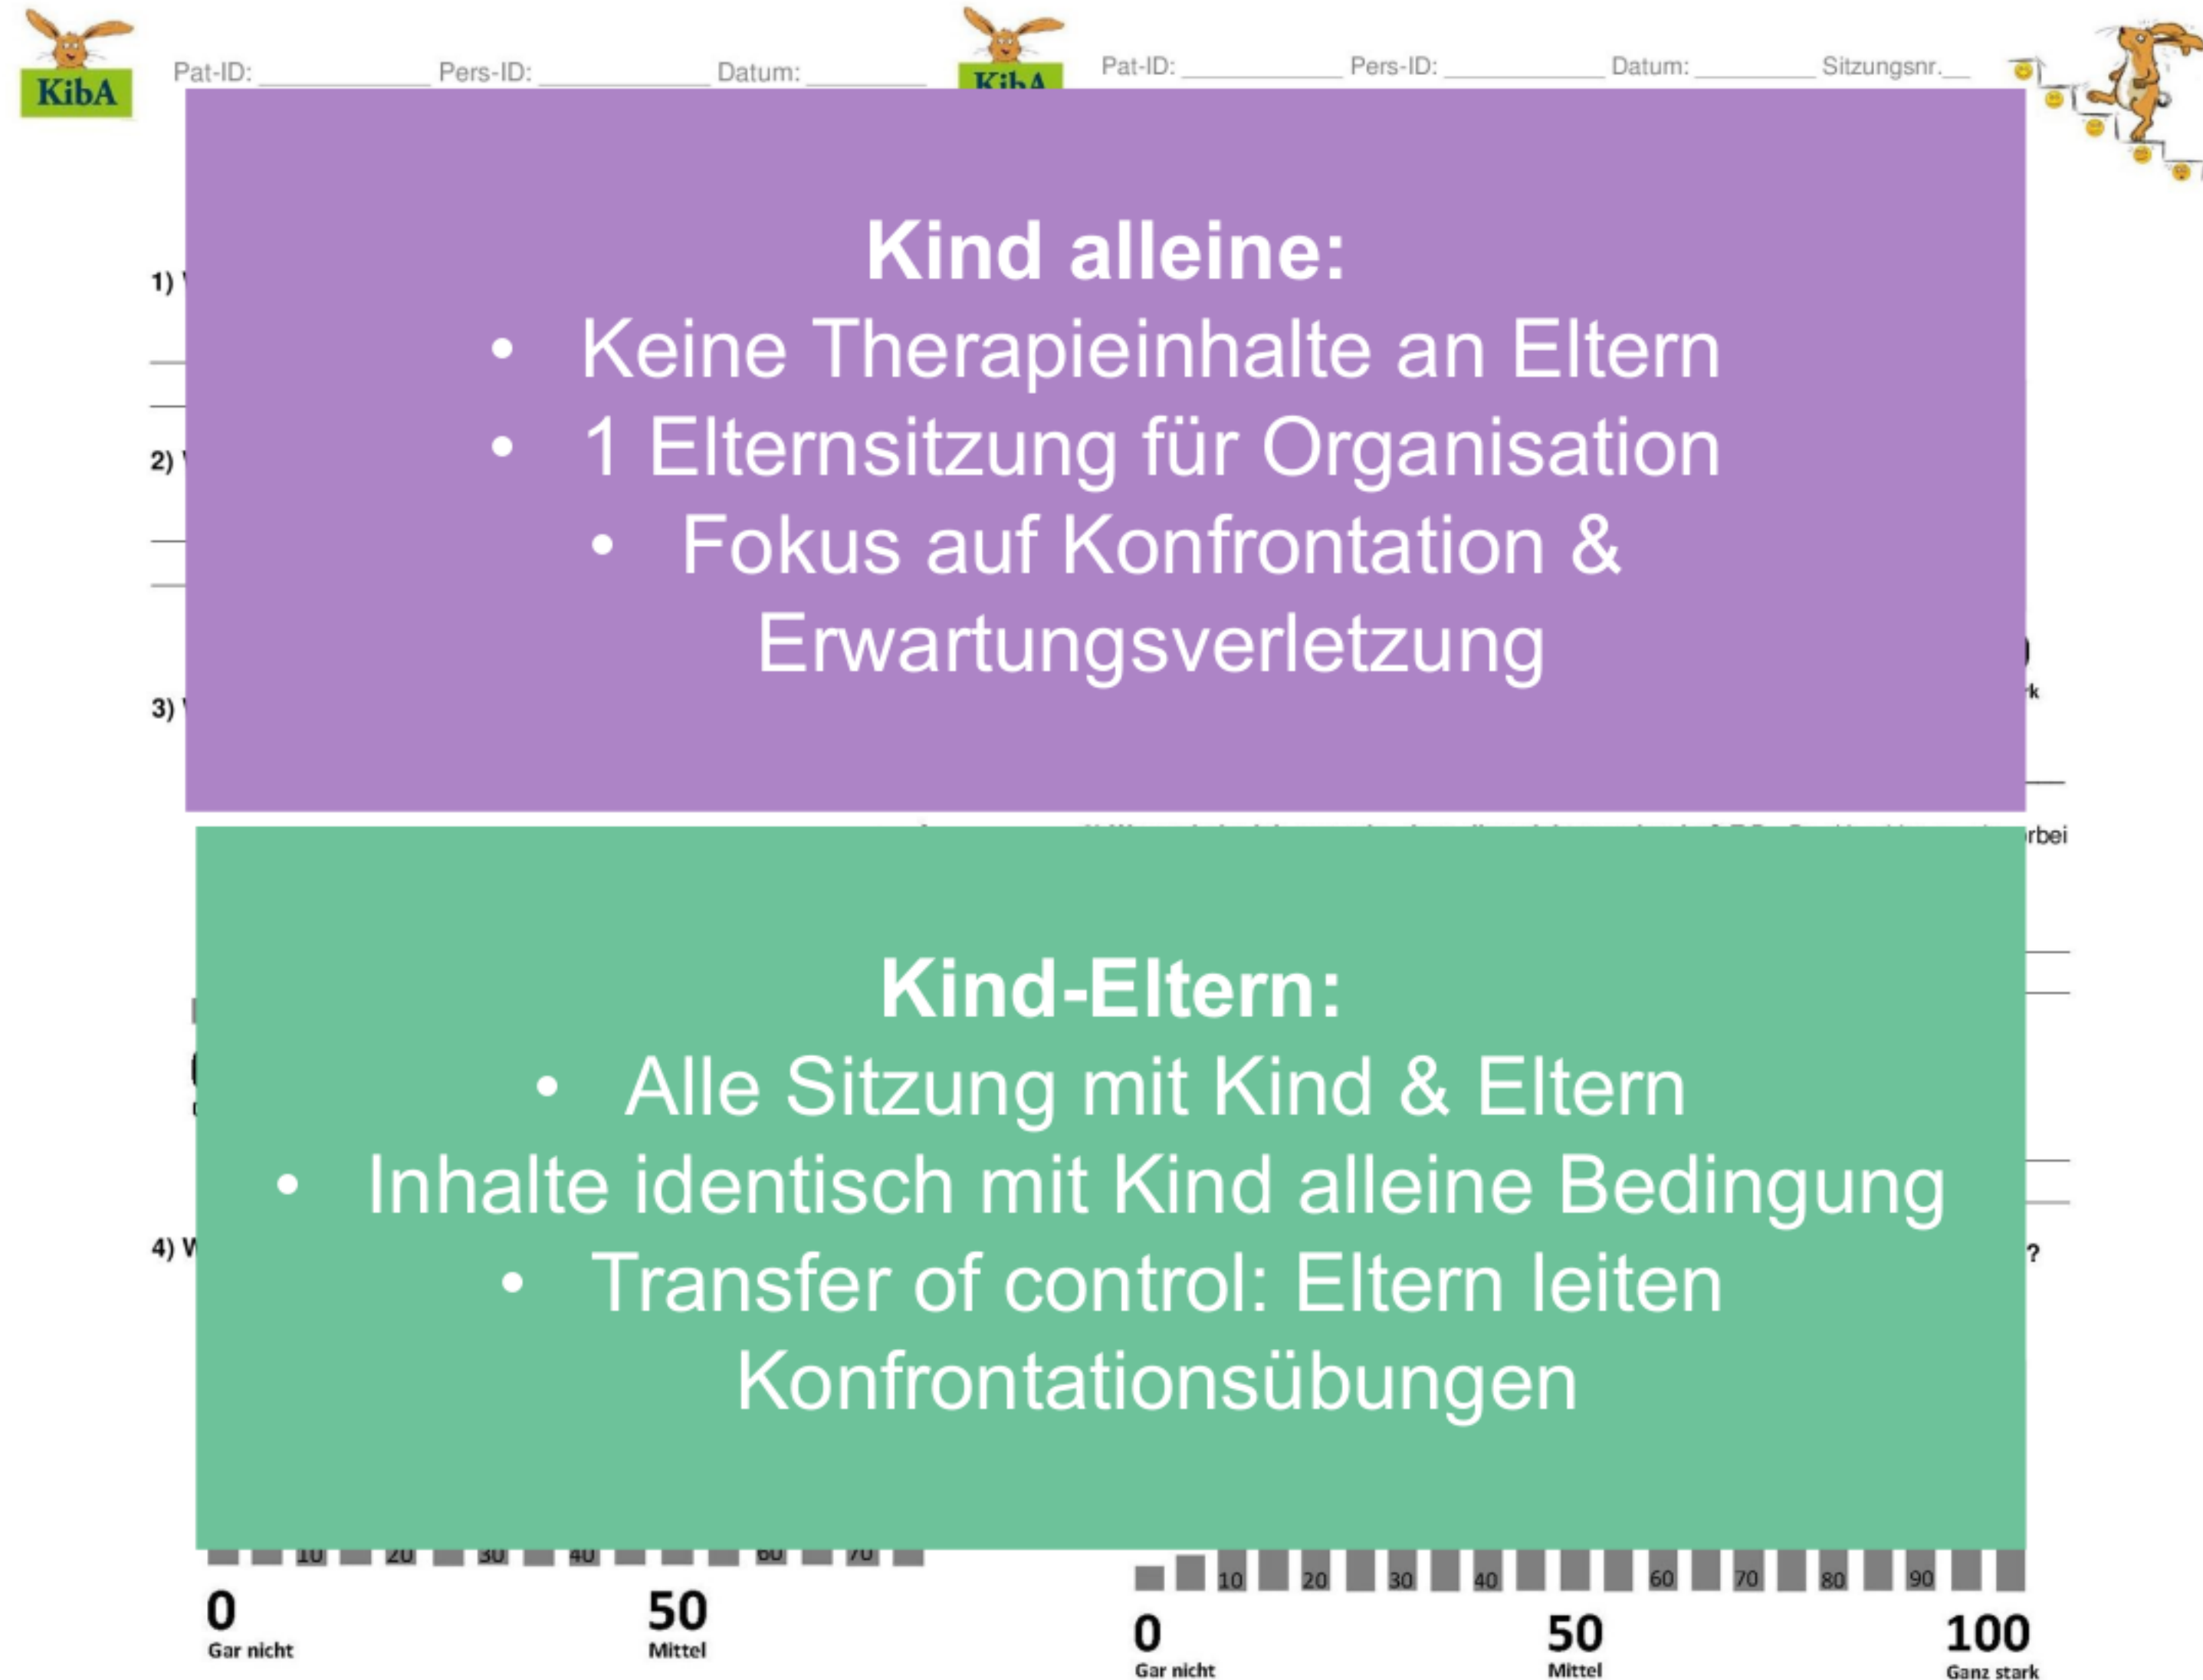 KibA
Pat-ID: Pers-ID: Datum:
KibA
Pat-ID: Pers-ID: Datum: Sitzungsnr.
Kind alleine:
• Keine Therapieinhalte an Eltern
• 1 Elternsitzung für Organisation
• Fokus auf Konfrontation &
Erwartungsverletzung
1)
2)
3)
Kind-Eltern:
• Alle Sitzung mit Kind & Eltern
• Inhalte identisch mit Kind alleine Bedingung
• Transfer of control: Eltern leiten
Konfrontationsübungen
4)
?
10 20 30 40 60 70
0 50
Gar nicht Mittel
10 20 30 40 60 70 80 90
0 50 100
Gar nicht Mittel Ganz stark